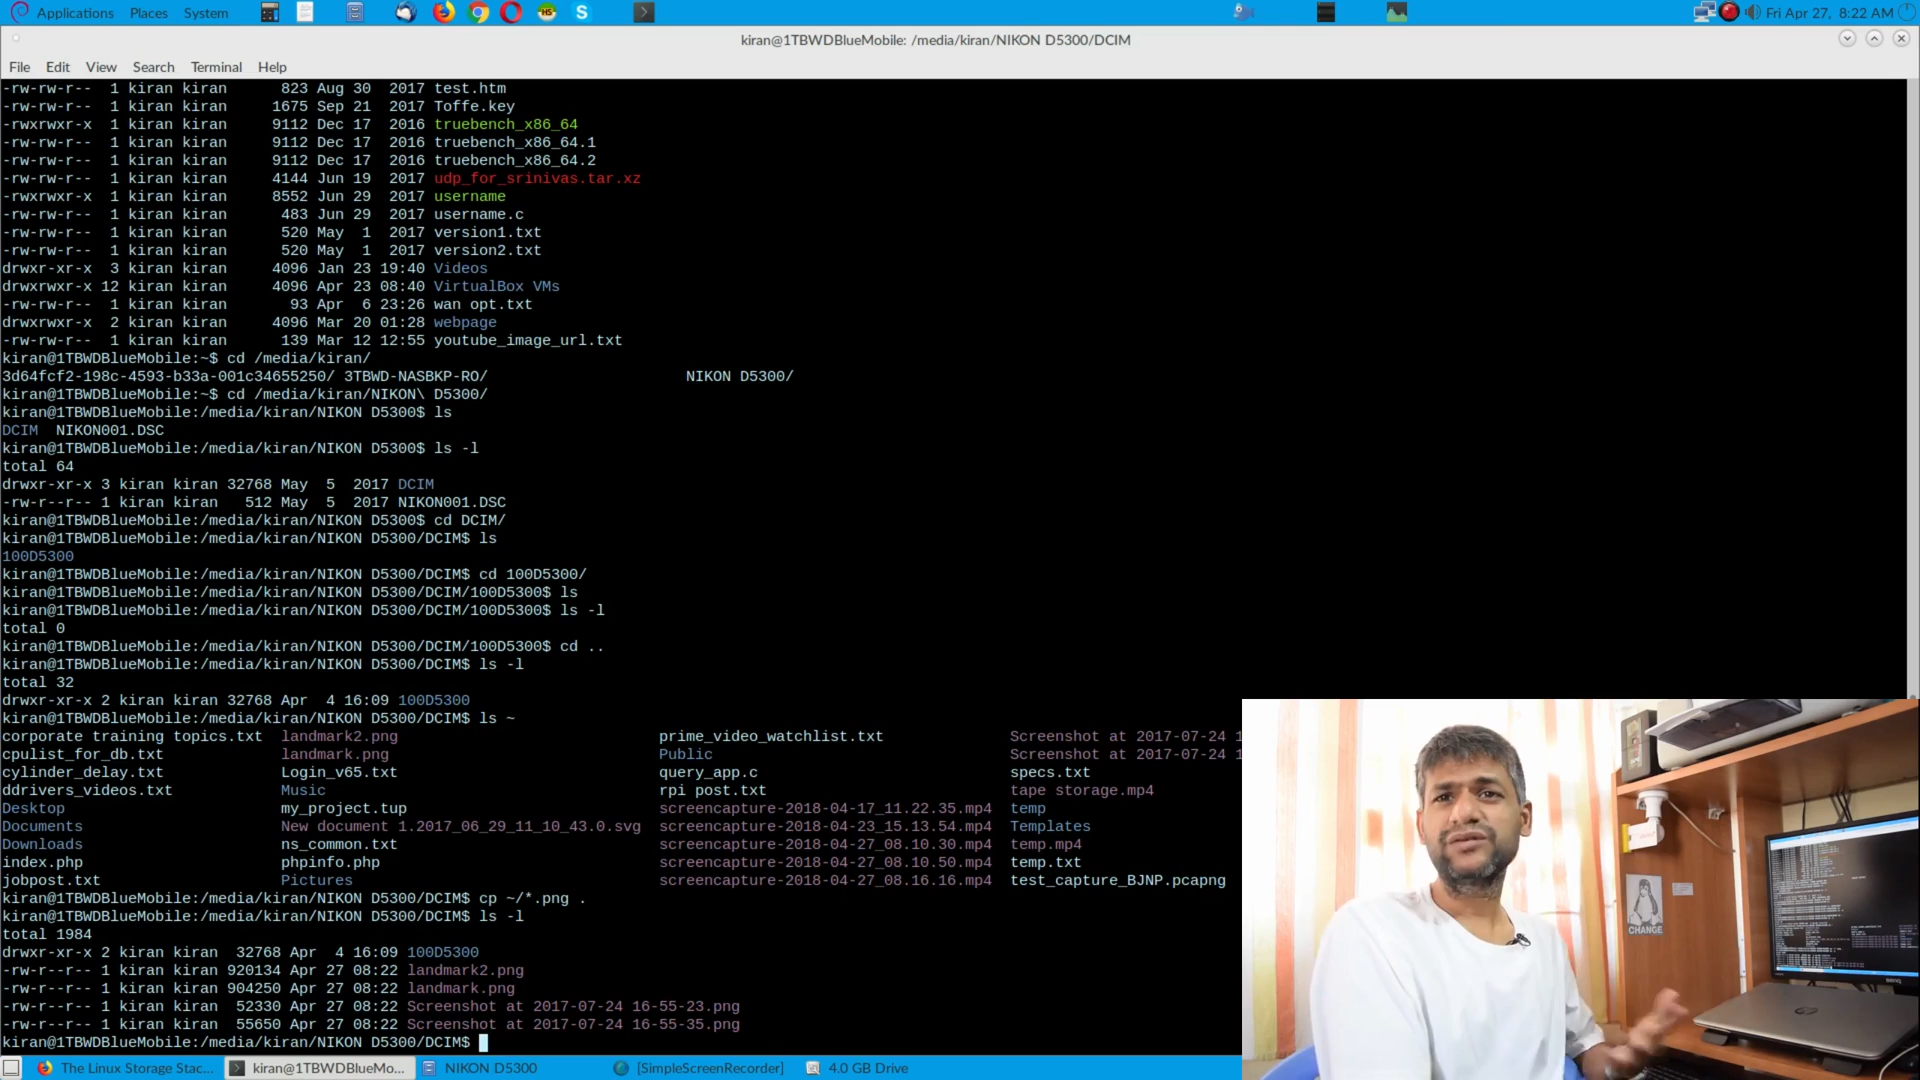 Applications Places System
Fri Apr 27, 8:22 AM
kiran@1TBWDBlueMobile: /media/kiran/NIKON D5300/DCIM
File Edit View Search Terminal Help
-rw-rw-r-- 1 kiran kiran 823 Aug 30 2017 test.htm
-rw-rw-r-- 1 kiran kiran 1675 Sep 21 2017 Toffe.key
-rwxrwxr-x 1 kiran kiran 9112 Dec 17 2016 truebench_x86_64
-rw-rw-r-- 1 kiran kiran 9112 Dec 17 2016 truebench_x86_64.1
-rw-rw-r-- 1 kiran kiran 9112 Dec 17 2016 truebench_x86_64.2
-rw-rw-r-- 1 kiran kiran 4144 Jun 19 2017 udp_for_srinivas.tar.xz
-rwxrwxr-x 1 kiran kiran 8552 Jun 29 2017 username
-rw-rw-r-- 1 kiran kiran 483 Jun 29 2017 username.c
-rw-rw-r-- 1 kiran kiran 520 May 1 2017 version1.txt
-rw-rw-r-- 1 kiran kiran 520 May 1 2017 version2.txt
drwxr-xr-x 3 kiran kiran 4096 Jan 23 19:40 Videos
drwxrwxr-x 12 kiran kiran 4096 Apr 23 08:40 VirtualBox VMs
-rw-rw-r-- 1 kiran kiran 93 Apr 6 23:26 wan opt.txt
drwxrwxr-x 2 kiran kiran 4096 Mar 20 01:28 webpage
-rw-rw-r-- 1 kiran kiran 139 Mar 12 12:55 youtube_image_url.txt
kiran@1TBWDBlueMobile:~$ cd /media/kiran/
3d64fcf2-198c-4593-b33a-001c34655250/ 3TBWD-NASBKP-RO/ NIKON D5300/
kiran@1TBWDBlueMobile:~$ cd /media/kiran/NIKON\ D5300/
kiran@1TBWDBlueMobile:/media/kiran/NIKON D5300$ ls
DCIM NIKON001.DSC
kiran@1TBWDBlueMobile:/media/kiran/NIKON D5300$ ls -l
total 64
drwxr-xr-x 3 kiran kiran 32768 May 5 2017 DCIM
-rw-r--r-- 1 kiran kiran 512 May 5 2017 NIKON001.DSC
kiran@1TBWDBlueMobile:/media/kiran/NIKON D5300$ cd DCIM/
kiran@1TBWDBlueMobile:/media/kiran/NIKON D5300/DCIM$ ls
100D5300
kiran@1TBWDBlueMobile:/media/kiran/NIKON D5300/DCIM$ cd 100D5300/
kiran@1TBWDBlueMobile:/media/kiran/NIKON D5300/DCIM/100D5300$ ls
kiran@1TBWDBlueMobile:/media/kiran/NIKON D5300/DCIM/100D5300$ ls -l
total 0
kiran@1TBWDBlueMobile:/media/kiran/NIKON D5300/DCIM/100D5300$ cd ..
kiran@1TBWDBlueMobile:/media/kiran/NIKON D5300/DCIM$ ls -l
total 32
drwxr-xr-x 2 kiran kiran 32768 Apr 4 16:09 100D5300
kiran@1TBWDBlueMobile:/media/kiran/NIKON D5300/DCIM$ ls ~
corporate training topics.txt landmark2.png prime_video_watchlist.txt Screenshot at 2017-07-24 1
cpulist_for_db.txt landmark.png Public Screenshot at 2017-07-24 1
cylinder_delay.txt Login_v65.txt query_app.c specs.txt
ddrivers_videos.txt Music rpi post.txt tape storage.mp4
Desktop my_project.tup screencapture-2018-04-17_11.22.35.mp4 temp
Documents New document 1.2017_06_29_11_10_43.0.svg screencapture-2018-04-23_15.13.54.mp4 Templates
Downloads ns_common.txt screencapture-2018-04-27_08.10.30.mp4 temp.mp4
index.php phpinfo.php screencapture-2018-04-27_08.10.50.mp4 temp.txt
jobpost.txt Pictures screencapture-2018-04-27_08.16.16.mp4 test_capture_BJNP.pcapng
kiran@1TBWDBlueMobile:/media/kiran/NIKON D5300/DCIM$ cp ~/*.png .
kiran@1TBWDBlueMobile:/media/kiran/NIKON D5300/DCIM$ ls -l
total 1984
drwxr-xr-x 2 kiran kiran 32768 Apr 4 16:09 100D5300
-rw-r--r-- 1 kiran kiran 920134 Apr 27 08:22 landmark2.png
-rw-r--r-- 1 kiran kiran 904250 Apr 27 08:22 landmark.png
-rw-r--r-- 1 kiran kiran 52330 Apr 27 08:22 Screenshot at 2017-07-24 16-55-23.png
-rw-r--r-- 1 kiran kiran 55650 Apr 27 08:22 Screenshot at 2017-07-24 16-55-35.png
kiran@1TBWDBlueMobile:/media/kiran/NIKON D5300/DCIM$
CHANGE
The Linux Storage Stac... kiran@1TBWDBlueMo... NIKON D5300 [SimpleScreenRecorder] 4.0 GB Drive